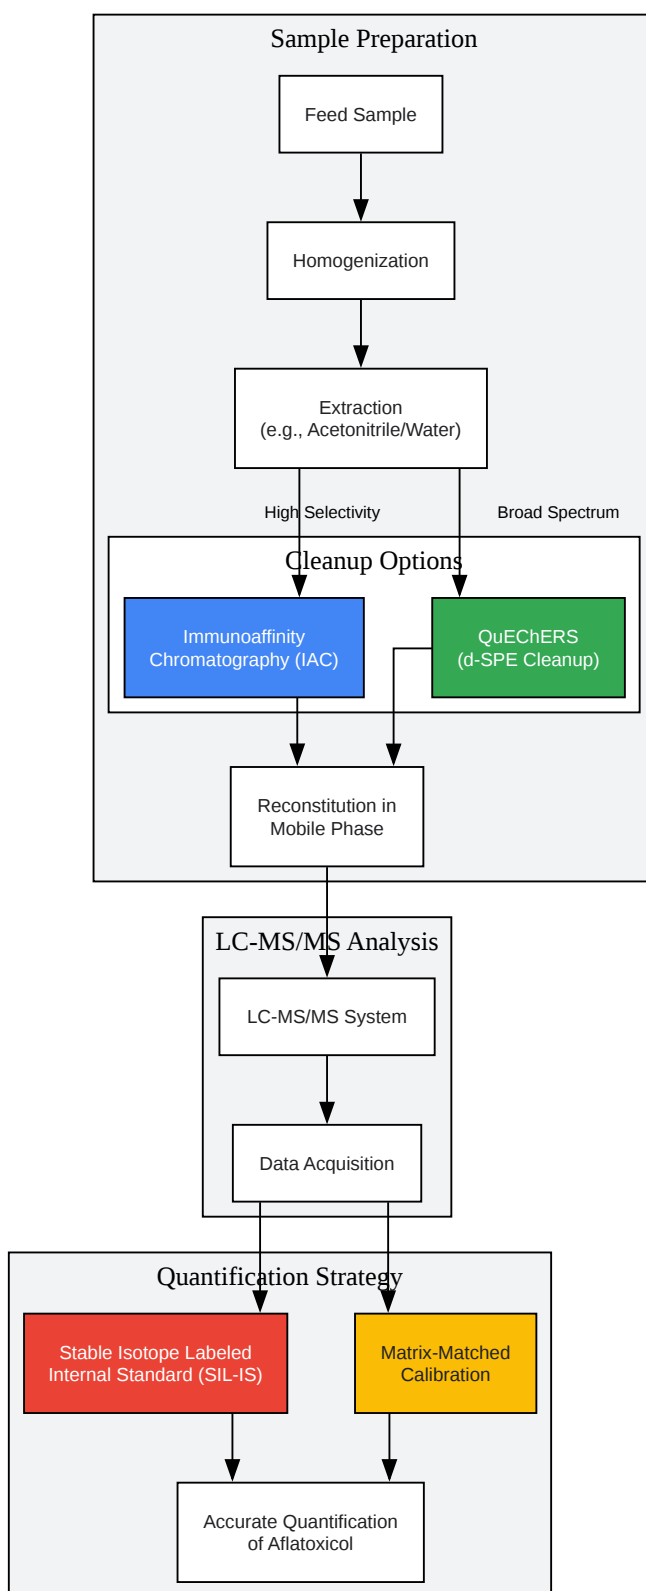 Sample Preparation
Feed Sample
Homogenization
Extraction
(e.g., Acetonitrile/Water)
High Selectivity
Broad Spectrum
Cleanup Options
Immunoaffinity
Chromatography (IAC)
QuEChERS
(d-SPE Cleanup)
Reconstitution in
Mobile Phase
LC-MS/MS Analysis
LC-MS/MS System
Data Acquisition
Quantification Strategy
Stable Isotope Labeled
Internal Standard (SIL-IS)
Matrix-Matched
Calibration
Accurate Quantification
of Aflatoxicol